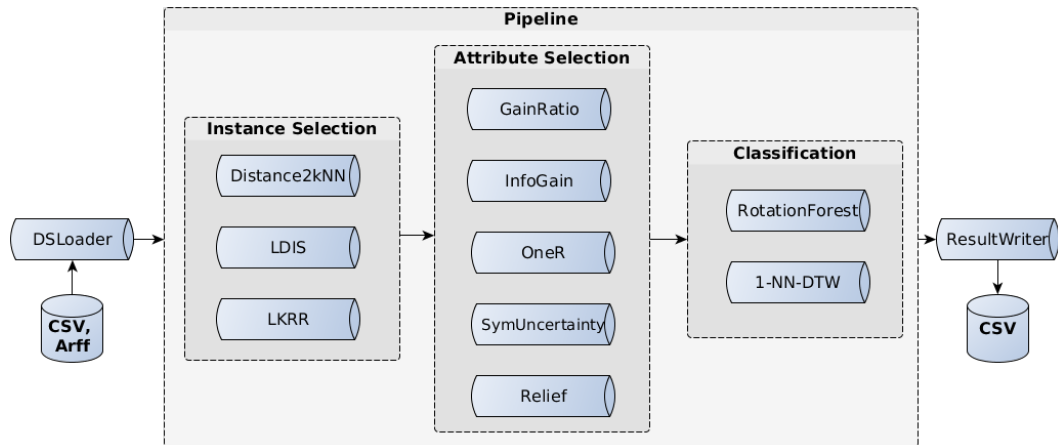 Pipeline
Attribute Selection
GainRatio
Instance Selection
Classification
Distance2kNN
InfoGain
RotationForest
DSLoader
LDIS
OneR
ResultWriter
1-NN-DTW
LKRR
SymUncertainty
CSV,
Arff
CSV
Relief